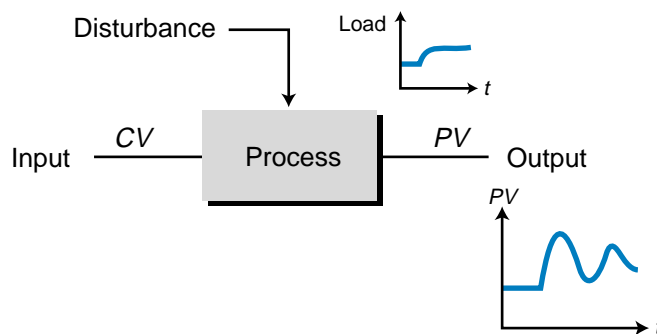 Disturbance
Load
t
Input
CV
Process
PV
Output
PV